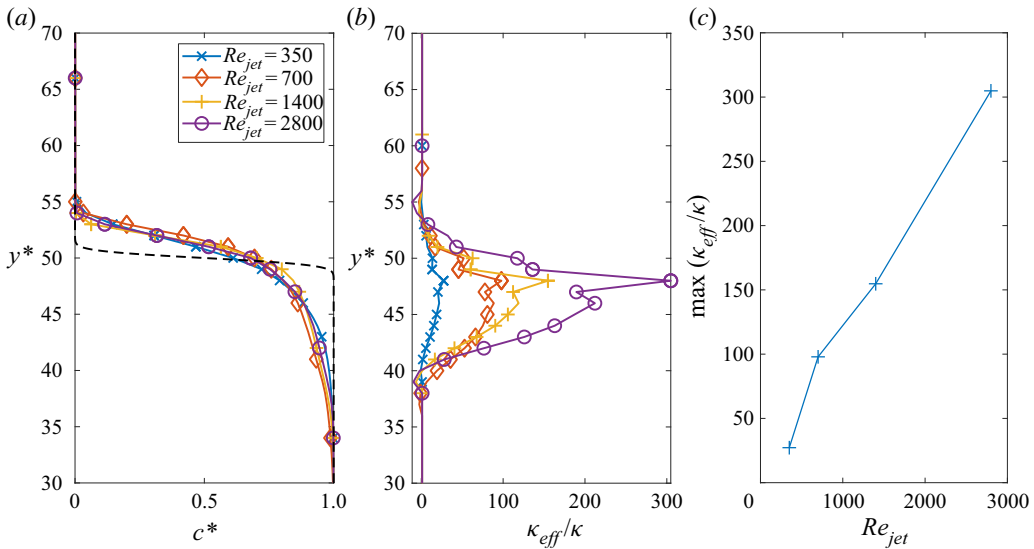 (a)
70
65
60
55
y* 50
45
40
35
30
0
0.5
1.0
c*
Re_jet = 350
Re_jet = 700
Re_jet = 1400
Re_jet = 2800
(b)
70
65
60
55
y* 50
45
40
35
30
0
100
200
300
κ_eff/κ
(c)
350
300
250
200
150
100
50
0
1000
2000
3000
max (κ_eff/κ)
Re_jet